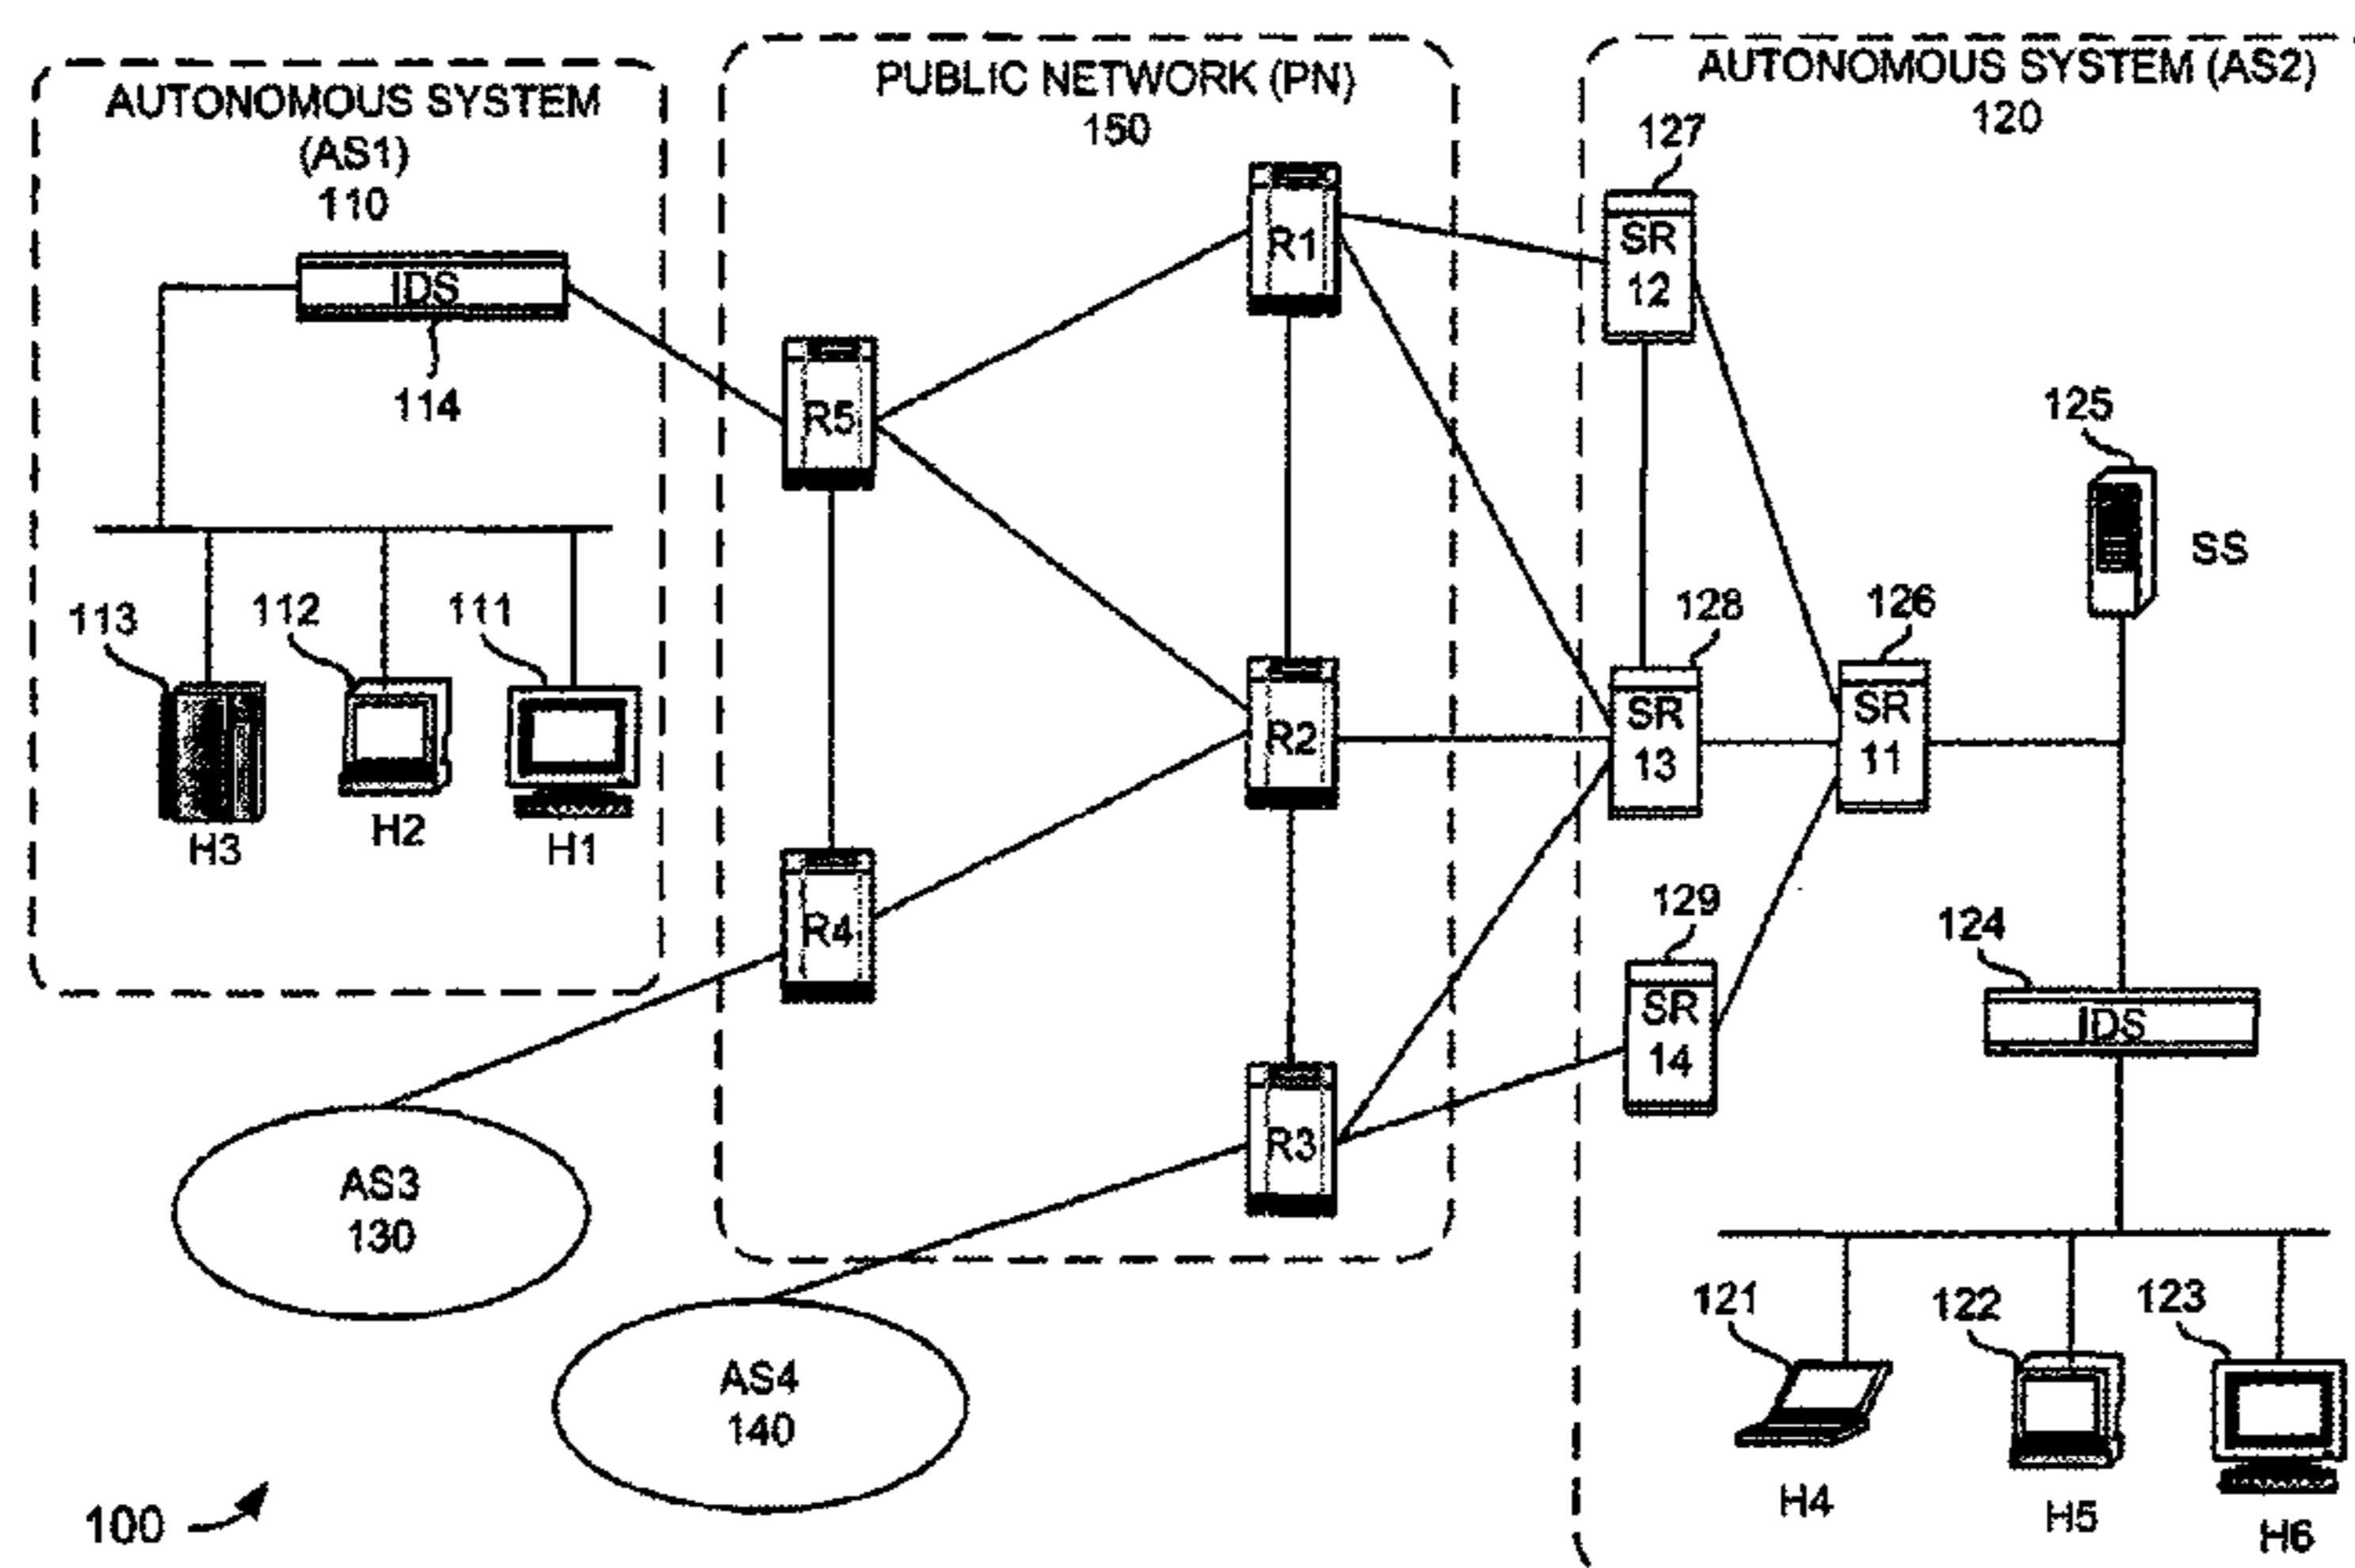 AUTONOMOUS SYSTEM
(AS1)
110
IDS
114
113
112
111
H3
H2
H1
PUBLIC NETWORK (PN)
150
R1
R5
R2
R4
R3
AS3
130
AS4
140
100
AUTONOMOUS SYSTEM (AS2)
120
127
SR
12
125
SS
128
SR
13
126
SR
11
129
SR
14
124
IDS
121
122
123
H4
H5
H6